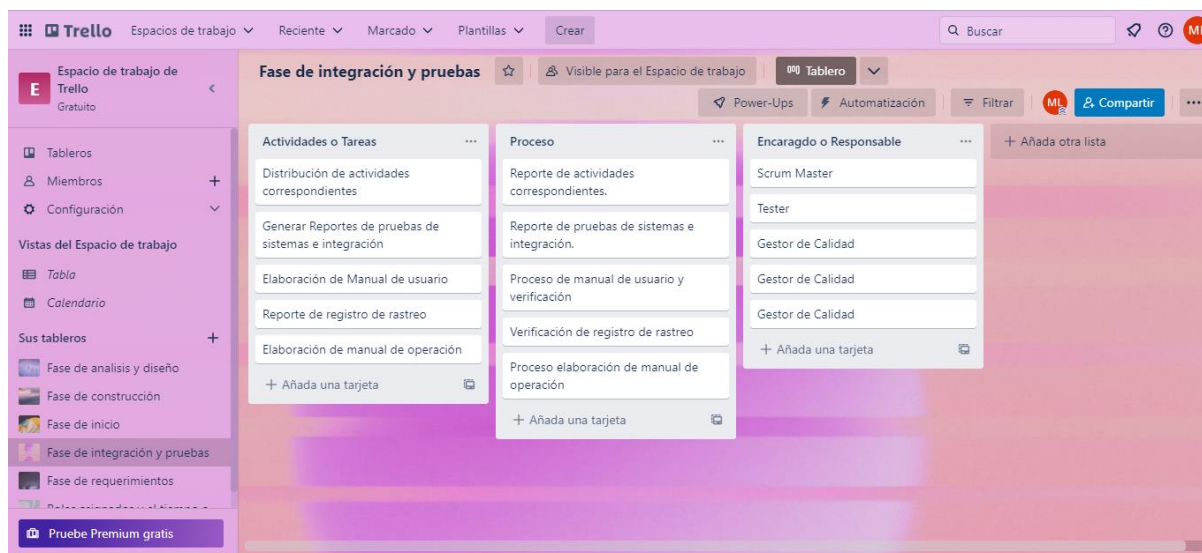 Trello
Espacios de trabajo
Reciente
Marcado
Plantillas
Crear
Buscar
E
Espacio de trabajo de
Trello
Gratuito
Tableros
Miembros
Configuración
Vistas del Espacio de trabajo
Tabla
Calendario
Sus tableros
Fase de analisis y diseño
Fase de construcción
Fase de inicio
Fase de integración y pruebas
Fase de requerimientos
Pruebe Premium gratis
Fase de integración y pruebas
Visible para el Espacio de trabajo
Tablero
Power-Ups
Automatización
Filtrar
ML
Compartir
Actividades o Tareas
Distribución de actividades
correspondientes
Generar Reportes de pruebas de
sistemas e integración
Elaboración de Manual de usuario
Reporte de registro de rastreo
Elaboración de manual de operación
+ Añada una tarjeta
Proceso
Reporte de actividades
correspondientes.
Reporte de pruebas de sistemas e
integración.
Proceso de manual de usuario y
verificación
Verificación de registro de rastreo
Proceso elaboración de manual de
operación
+ Añada una tarjeta
Encaragdo o Responsable
Scrum Master
Tester
Gestor de Calidad
Gestor de Calidad
Gestor de Calidad
+ Añada una tarjeta
+ Añada otra lista